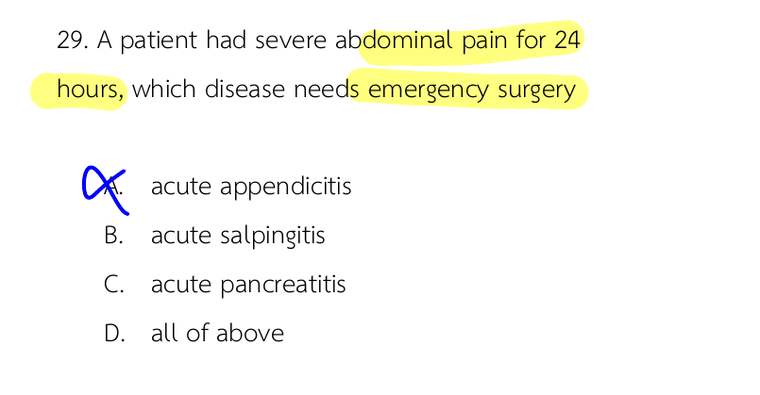 29. A patient had severe abdominal pain for 24
hours, which disease needs emergency surgery
A. acute appendicitis
B. acute salpingitis
C. acute pancreatitis
D. all of above